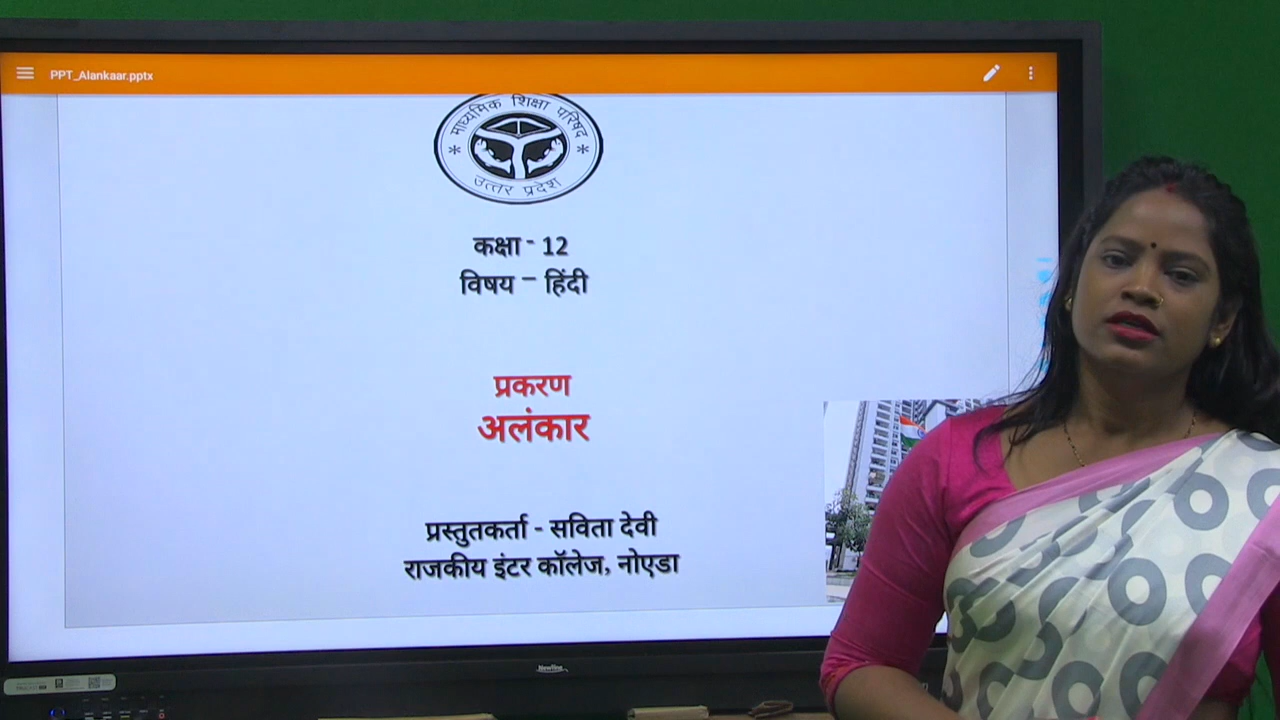 PPT_Alankaar.pptx
माध्यमिक शिक्षा परिषद
उत्तर प्रदेश
कक्षा - 12
विषय – हिंदी
प्रकरण
अलंकार
प्रस्तुतकर्ता - सविता देवी
राजकीय इंटर कॉलेज, नोएडा
Newline